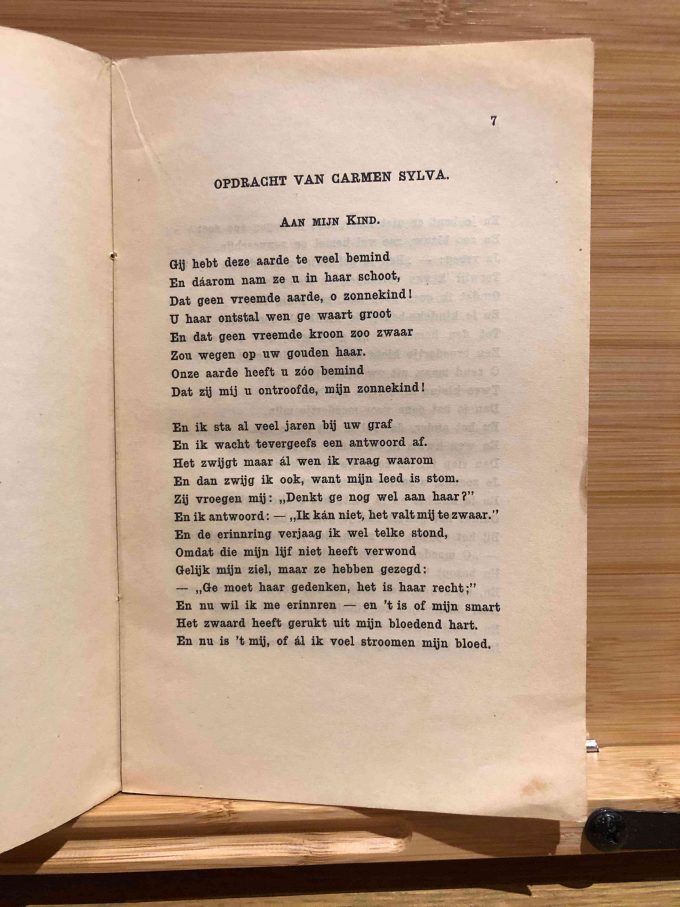 7
OPDRACHT VAN CARMEN SYLVA.
AAN MIJN KIND.
Gij hebt deze aarde te veel bemind
En dáarom nam ze u in haar schoot,
Dat geen vreemde aarde, o zonnekind!
U haar ontstal wen ge waart groot
En dat geen vreemde kroon zoo zwaar
Zou wegen op uw gouden haar.
Onze aarde heeft u zóo bemind
Dat zij mij u ontroofde, mijn zonnekind!
En ik sta al veel jaren bij uw graf
En ik wacht tevergeefs een antwoord af.
Het zwijgt maar ál wen ik vraag waarom
En dan zwijg ik ook, want mijn leed is stom.
Zij vroegen mij: „Denkt ge nog wel aan haar?”
En ik antwoord: — „Ik kán niet, het valt mij te zwaar.”
En de erinring verjaag ik wel telke stond,
Omdat die mijn lijf niet heeft verwond
Gelijk mijn ziel, maar ze hebben gezegd:
— „Ge moet haar gedenken, het is haar recht;”
En nu wil ik me erinnren — en 't is of mijn smart
Het zwaard heeft gerukt uit mijn bloedend hart.
En nu is 't mij, of ál ik voel stroomen mijn bloed.